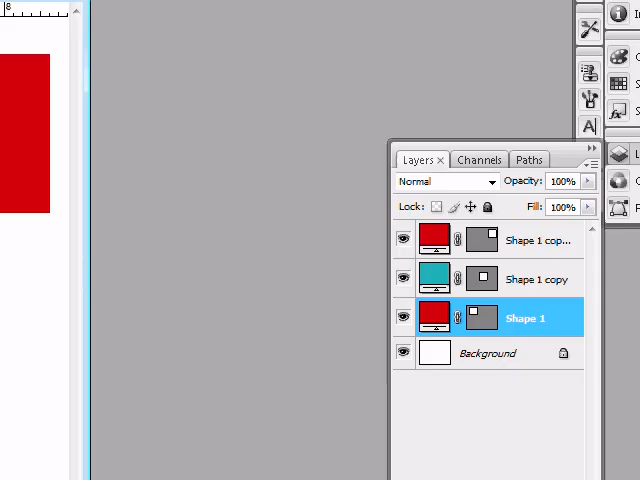 8
In
A
L
Layers × Channels Paths
Normal Opacity: 100%
Lock: Fill: 100%
Shape 1 cop...
Shape 1 copy
Shape 1
Background